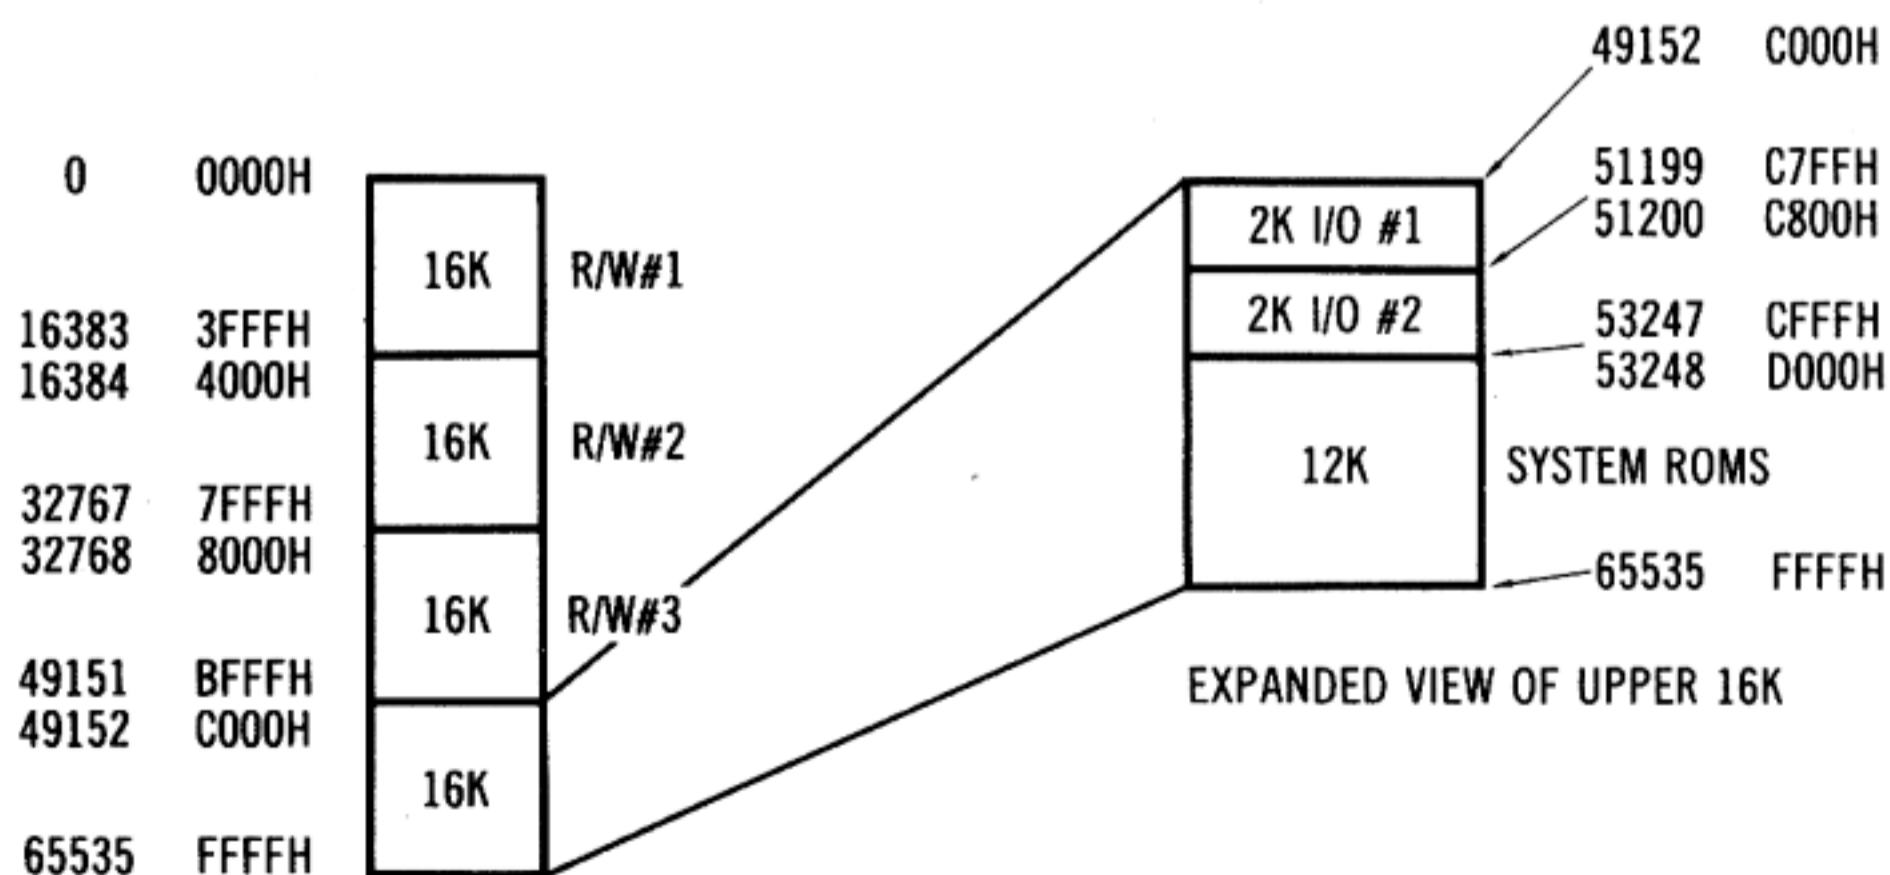 49152 C000H
0 0000H
51199 C7FFH
51200 C800H
2K I/O #1
16K R/W#1
2K I/O #2
16383 3FFFH
16384 4000H
53247 CFFFH
53248 D000H
16K R/W#2
12K SYSTEM ROMS
32767 7FFFH
32768 8000H
65535 FFFFH
16K R/W#3
49151 BFFFH
49152 C000H
EXPANDED VIEW OF UPPER 16K
16K
65535 FFFFH